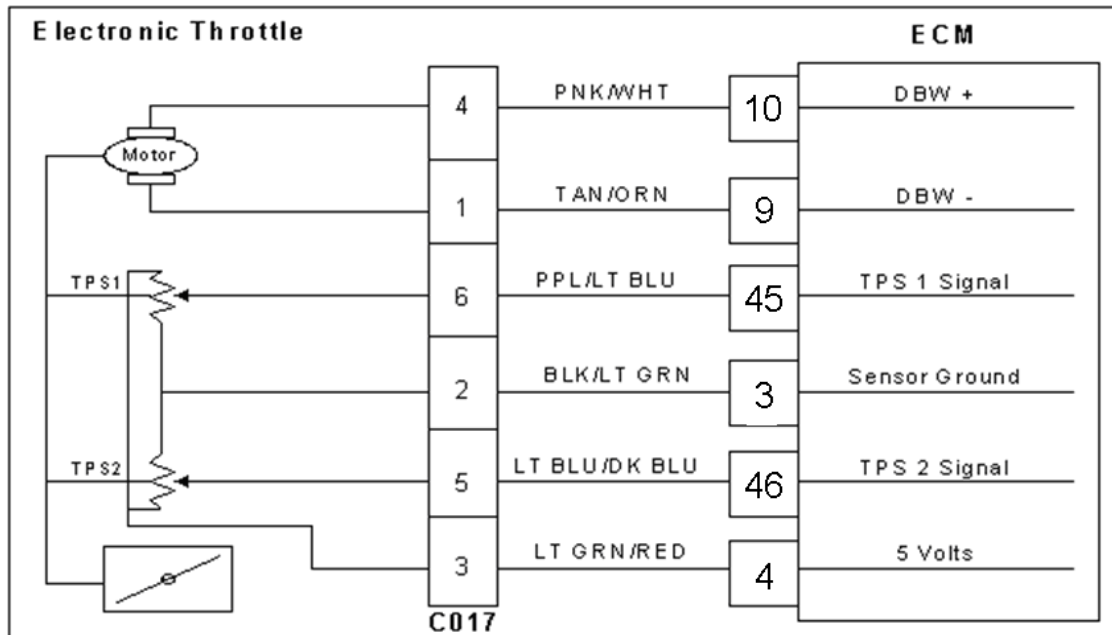 Electronic Throttle
ECM
4
PNK/WHT
10
DBW +
Motor
1
TAN/ORN
9
DBW -
TPS1
6
PPL/LT BLU
45
TPS 1 Signal
2
BLK/LT GRN
3
Sensor Ground
TPS2
5
LT BLU/DK BLU
46
TPS 2 Signal
3
LT GRN/RED
4
5 Volts
C017